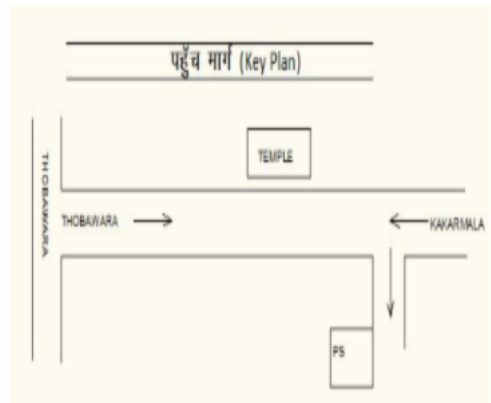 पहुँच मार्ग (Key Plan)
TEMPLE
THOBAWARA
THOBAWARA
KAKARMALA
PS